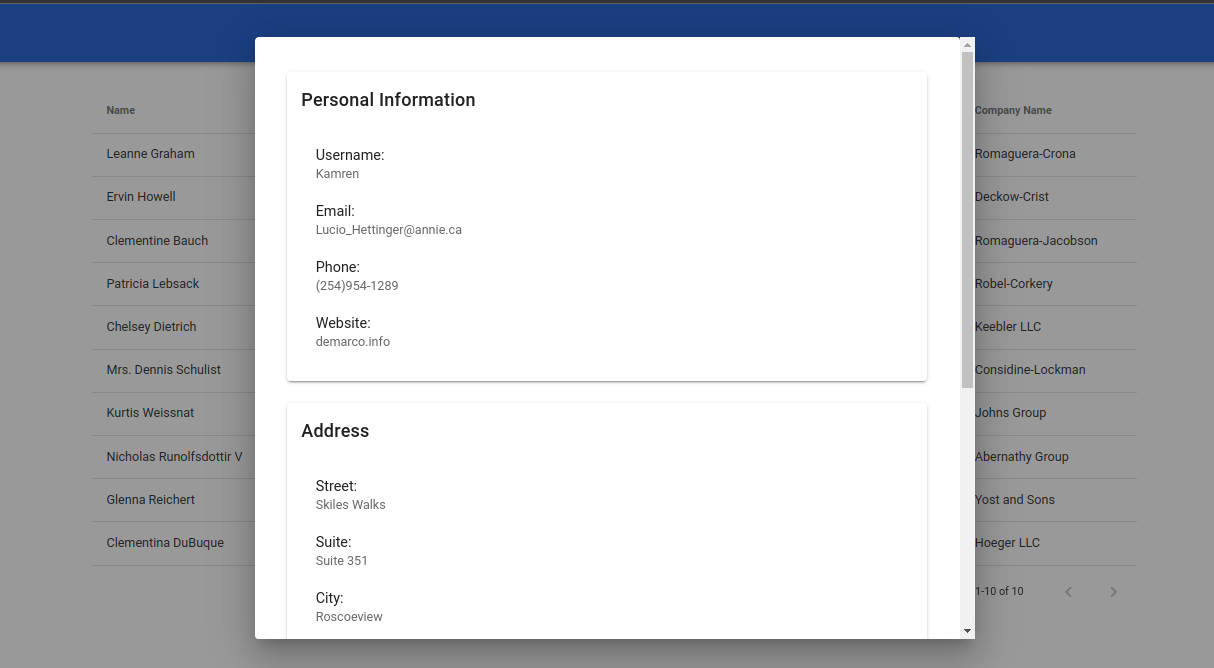 Personal Information
Username:
Kamren
Email:
Lucio_Hettinger@annie.ca
Phone:
(254)954-1289
Website:
demarco.info
Address
Street:
Skiles Walks
Suite:
Suite 351
City:
Roscoeview
Name
Company Name
Leanne Graham
Romaguera-Crona
Ervin Howell
Deckow-Crist
Clementine Bauch
Romaguera-Jacobson
Patricia Lebsack
Robel-Corkery
Chelsey Dietrich
Keebler LLC
Mrs. Dennis Schulist
Considine-Lockman
Kurtis Weissnat
Johns Group
Nicholas Runolfsdottir V
Abernathy Group
Glenna Reichert
Yost and Sons
Clementina DuBuque
Hoeger LLC
1-10 of 10